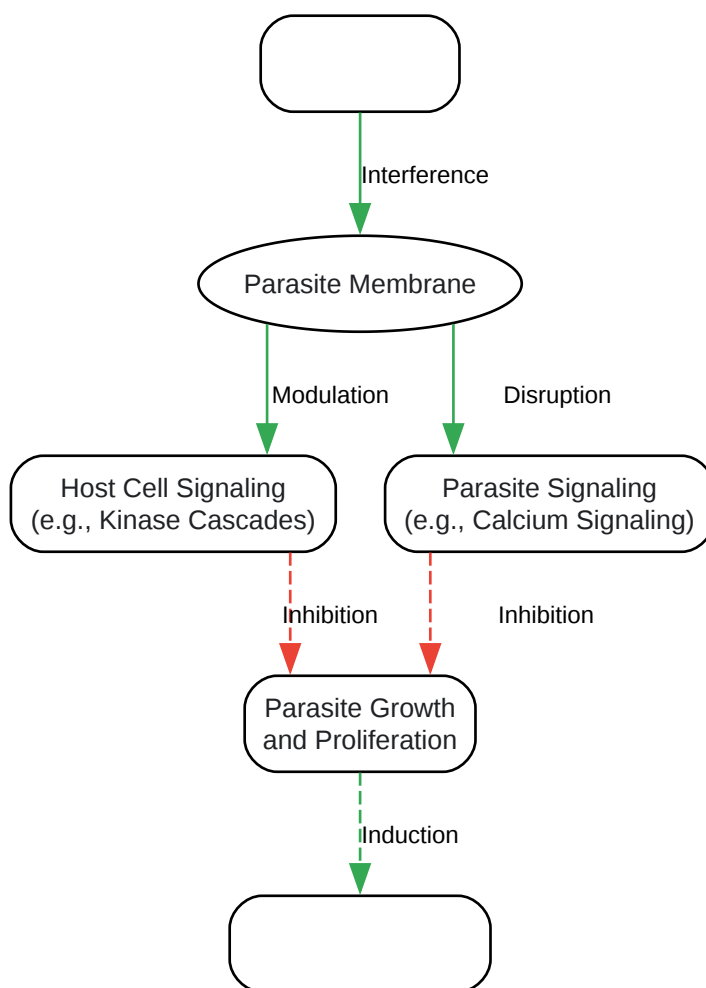 Interference
Parasite Membrane
Modulation
Disruption
Host Cell Signaling
(e.g., Kinase Cascades)
Parasite Signaling
(e.g., Calcium Signaling)
Inhibition
Inhibition
Parasite Growth
and Proliferation
Induction